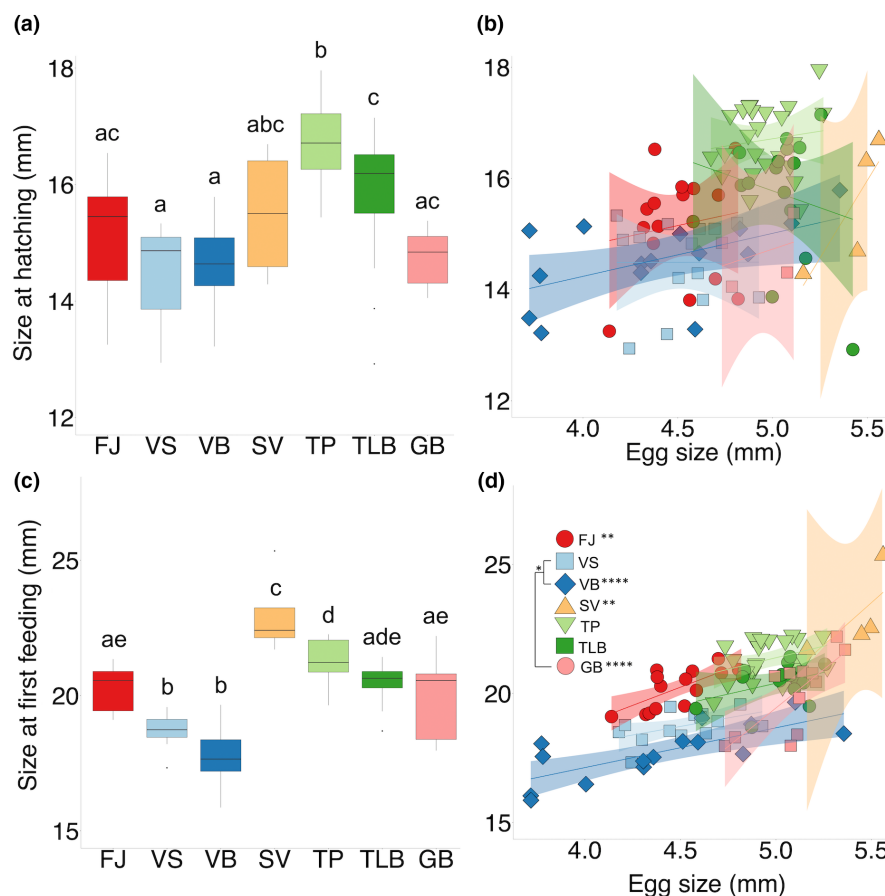 (a)
Size at hatching (mm)
18
16
14
12
ac
a
a
abc
b
c
ac
FJ VS VB SV TP TLB GB
(b)
18
16
14
12
4.0 4.5 5.0 5.5
Egg size (mm)
(c)
Size at first feeding (mm)
25
20
15
ae
b
b
c
d
ade
ae
FJ VS VB SV TP TLB GB
(d)
25
20
15
FJ **
*
VS
VB****
SV**
TP
TLB
GB ****
4.0 4.5 5.0 5.5
Egg size (mm)